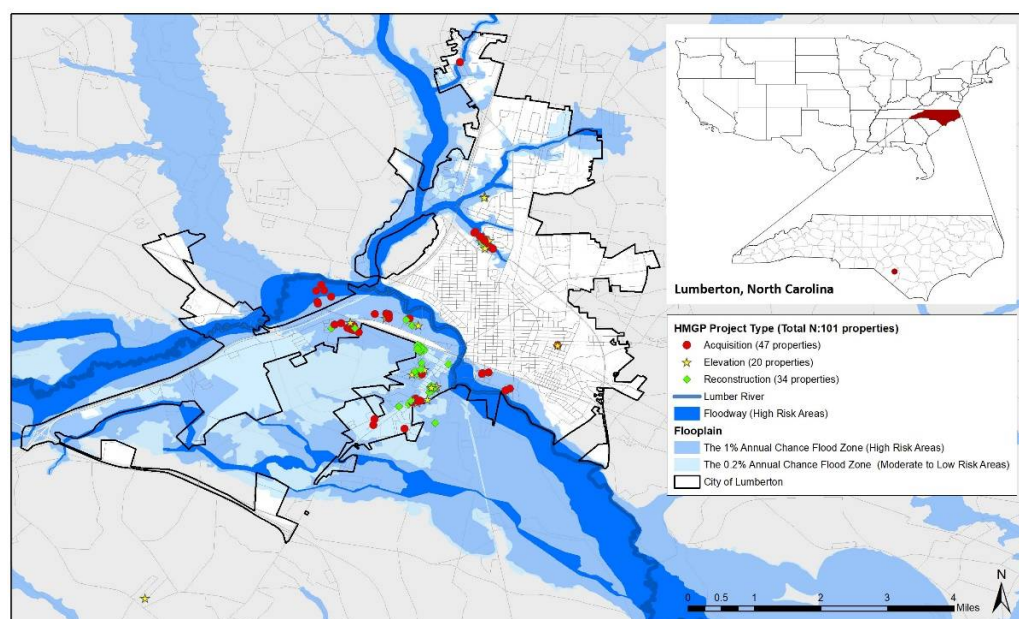 Lumberton, North Carolina
HMGP Project Type (Total N:101 properties)
Acquisition (47 properties)
Elevation (20 properties)
Reconstruction (34 properties)
Lumber River
Floodway (High Risk Areas)
Flooplain
The 1% Annual Chance Flood Zone (High Risk Areas)
The 0.2% Annual Chance Flood Zone (Moderate to Low Risk Areas)
City of Lumberton
N
0 0.5 1 2 3 4
Miles